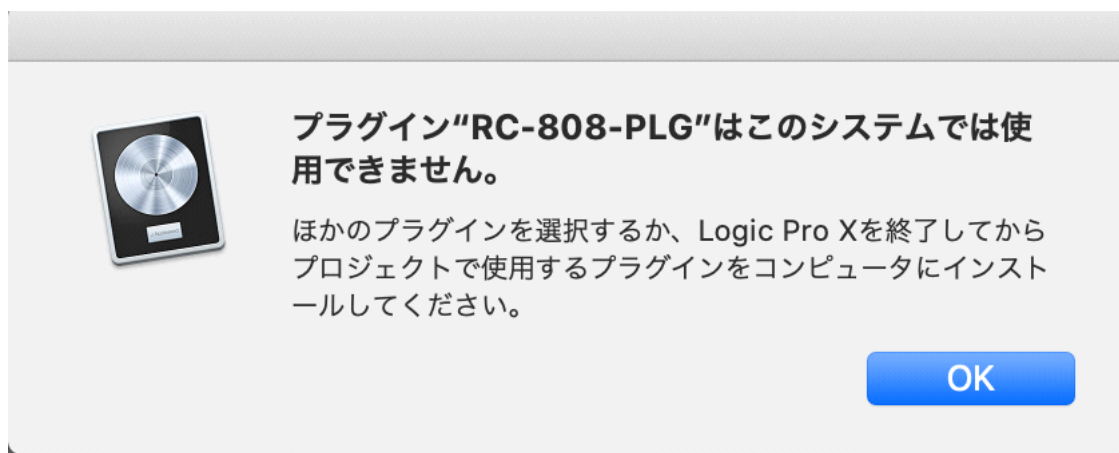 プラグイン“RC-808-PLG”はこのシステムでは使
用できません。
ほかのプラグインを選択するか、Logic Pro Xを終了してから
プロジェクトで使用するプラグインをコンピュータにインスト
ールしてください。
OK